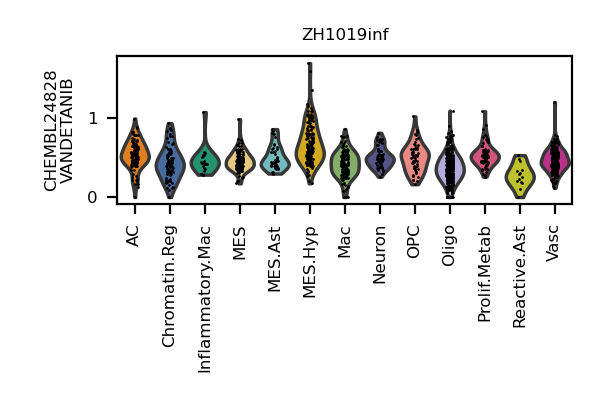 ZH1019inf
CHEMBL24828
VANDETANIB
1
0
AC
Chromatin.Reg
Inflammatory.Mac
MES
MES.Ast
MES.Hyp
Mac
Neuron
OPC
Oligo
Prolif.Metab
Reactive.Ast
Vasc